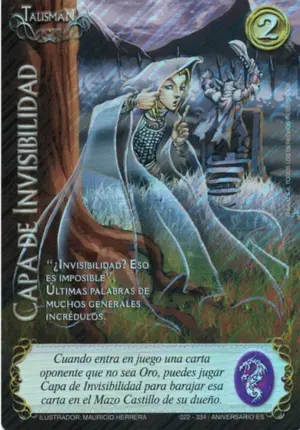 TALISMAN
2
CAPA DE INVISIBILIDAD
"¿INVISIBILIDAD? ESO
ES IMPOSIBLE".
ÚLTIMAS PALABRAS DE
MUCHOS GENERALES
INCRÉDULOS.
Cuando entra en juego una carta
oponente que no sea Oro, puedes jugar
Capa de Invisibilidad para barajar esa
carta en el Mazo Castillo de su dueño.
ILUSTRADOR: MAURICIO HERRERA
022 - 334 / ANIVERSARIO ES